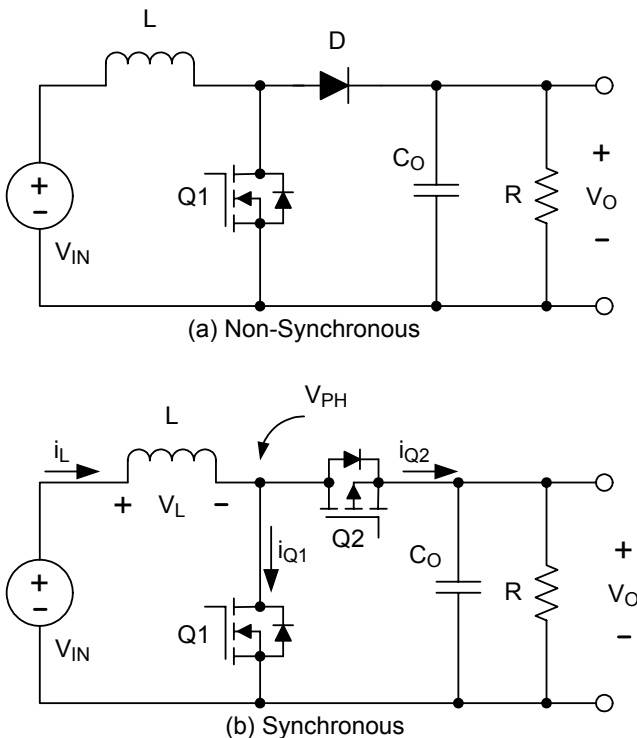 L
D
+
−
V_IN
Q1
C_O
R
+
V_O
−
(a) Non-Synchronous
L
V_PH
i_L
+ V_L −
i_Q2
Q2
i_Q1
+
−
V_IN
Q1
C_O
R
+
V_O
−
(b) Synchronous